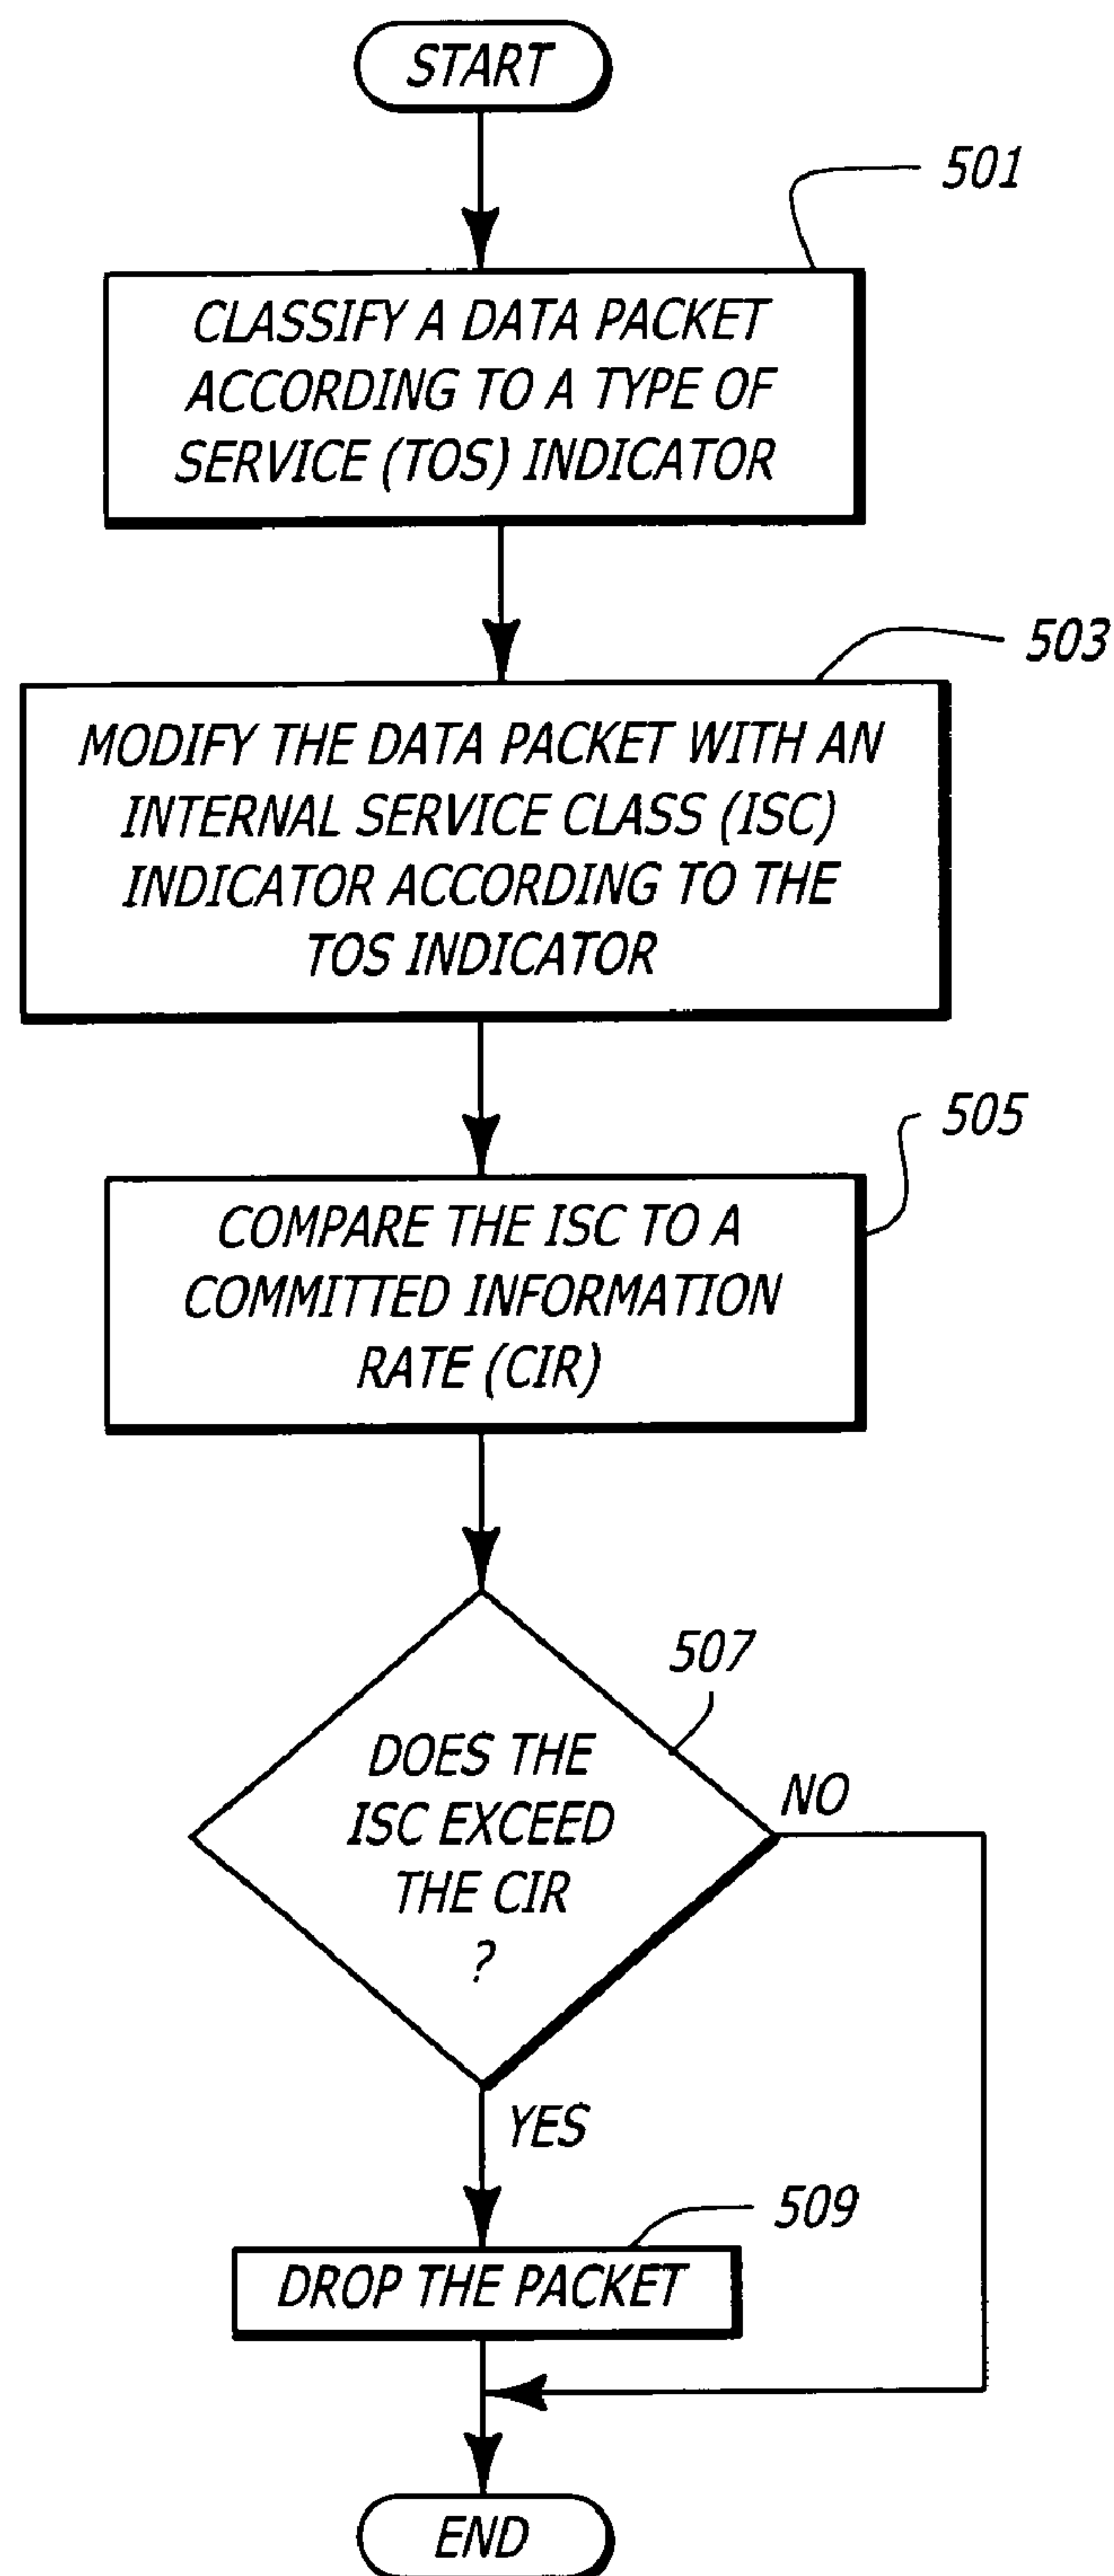 START
501
CLASSIFY A DATA PACKET
ACCORDING TO A TYPE OF
SERVICE (TOS) INDICATOR
503
MODIFY THE DATA PACKET WITH AN
INTERNAL SERVICE CLASS (ISC)
INDICATOR ACCORDING TO THE
TOS INDICATOR
505
COMPARE THE ISC TO A
COMMITTED INFORMATION
RATE (CIR)
507
DOES THE
ISC EXCEED
THE CIR
?
NO
YES
509
DROP THE PACKET
END